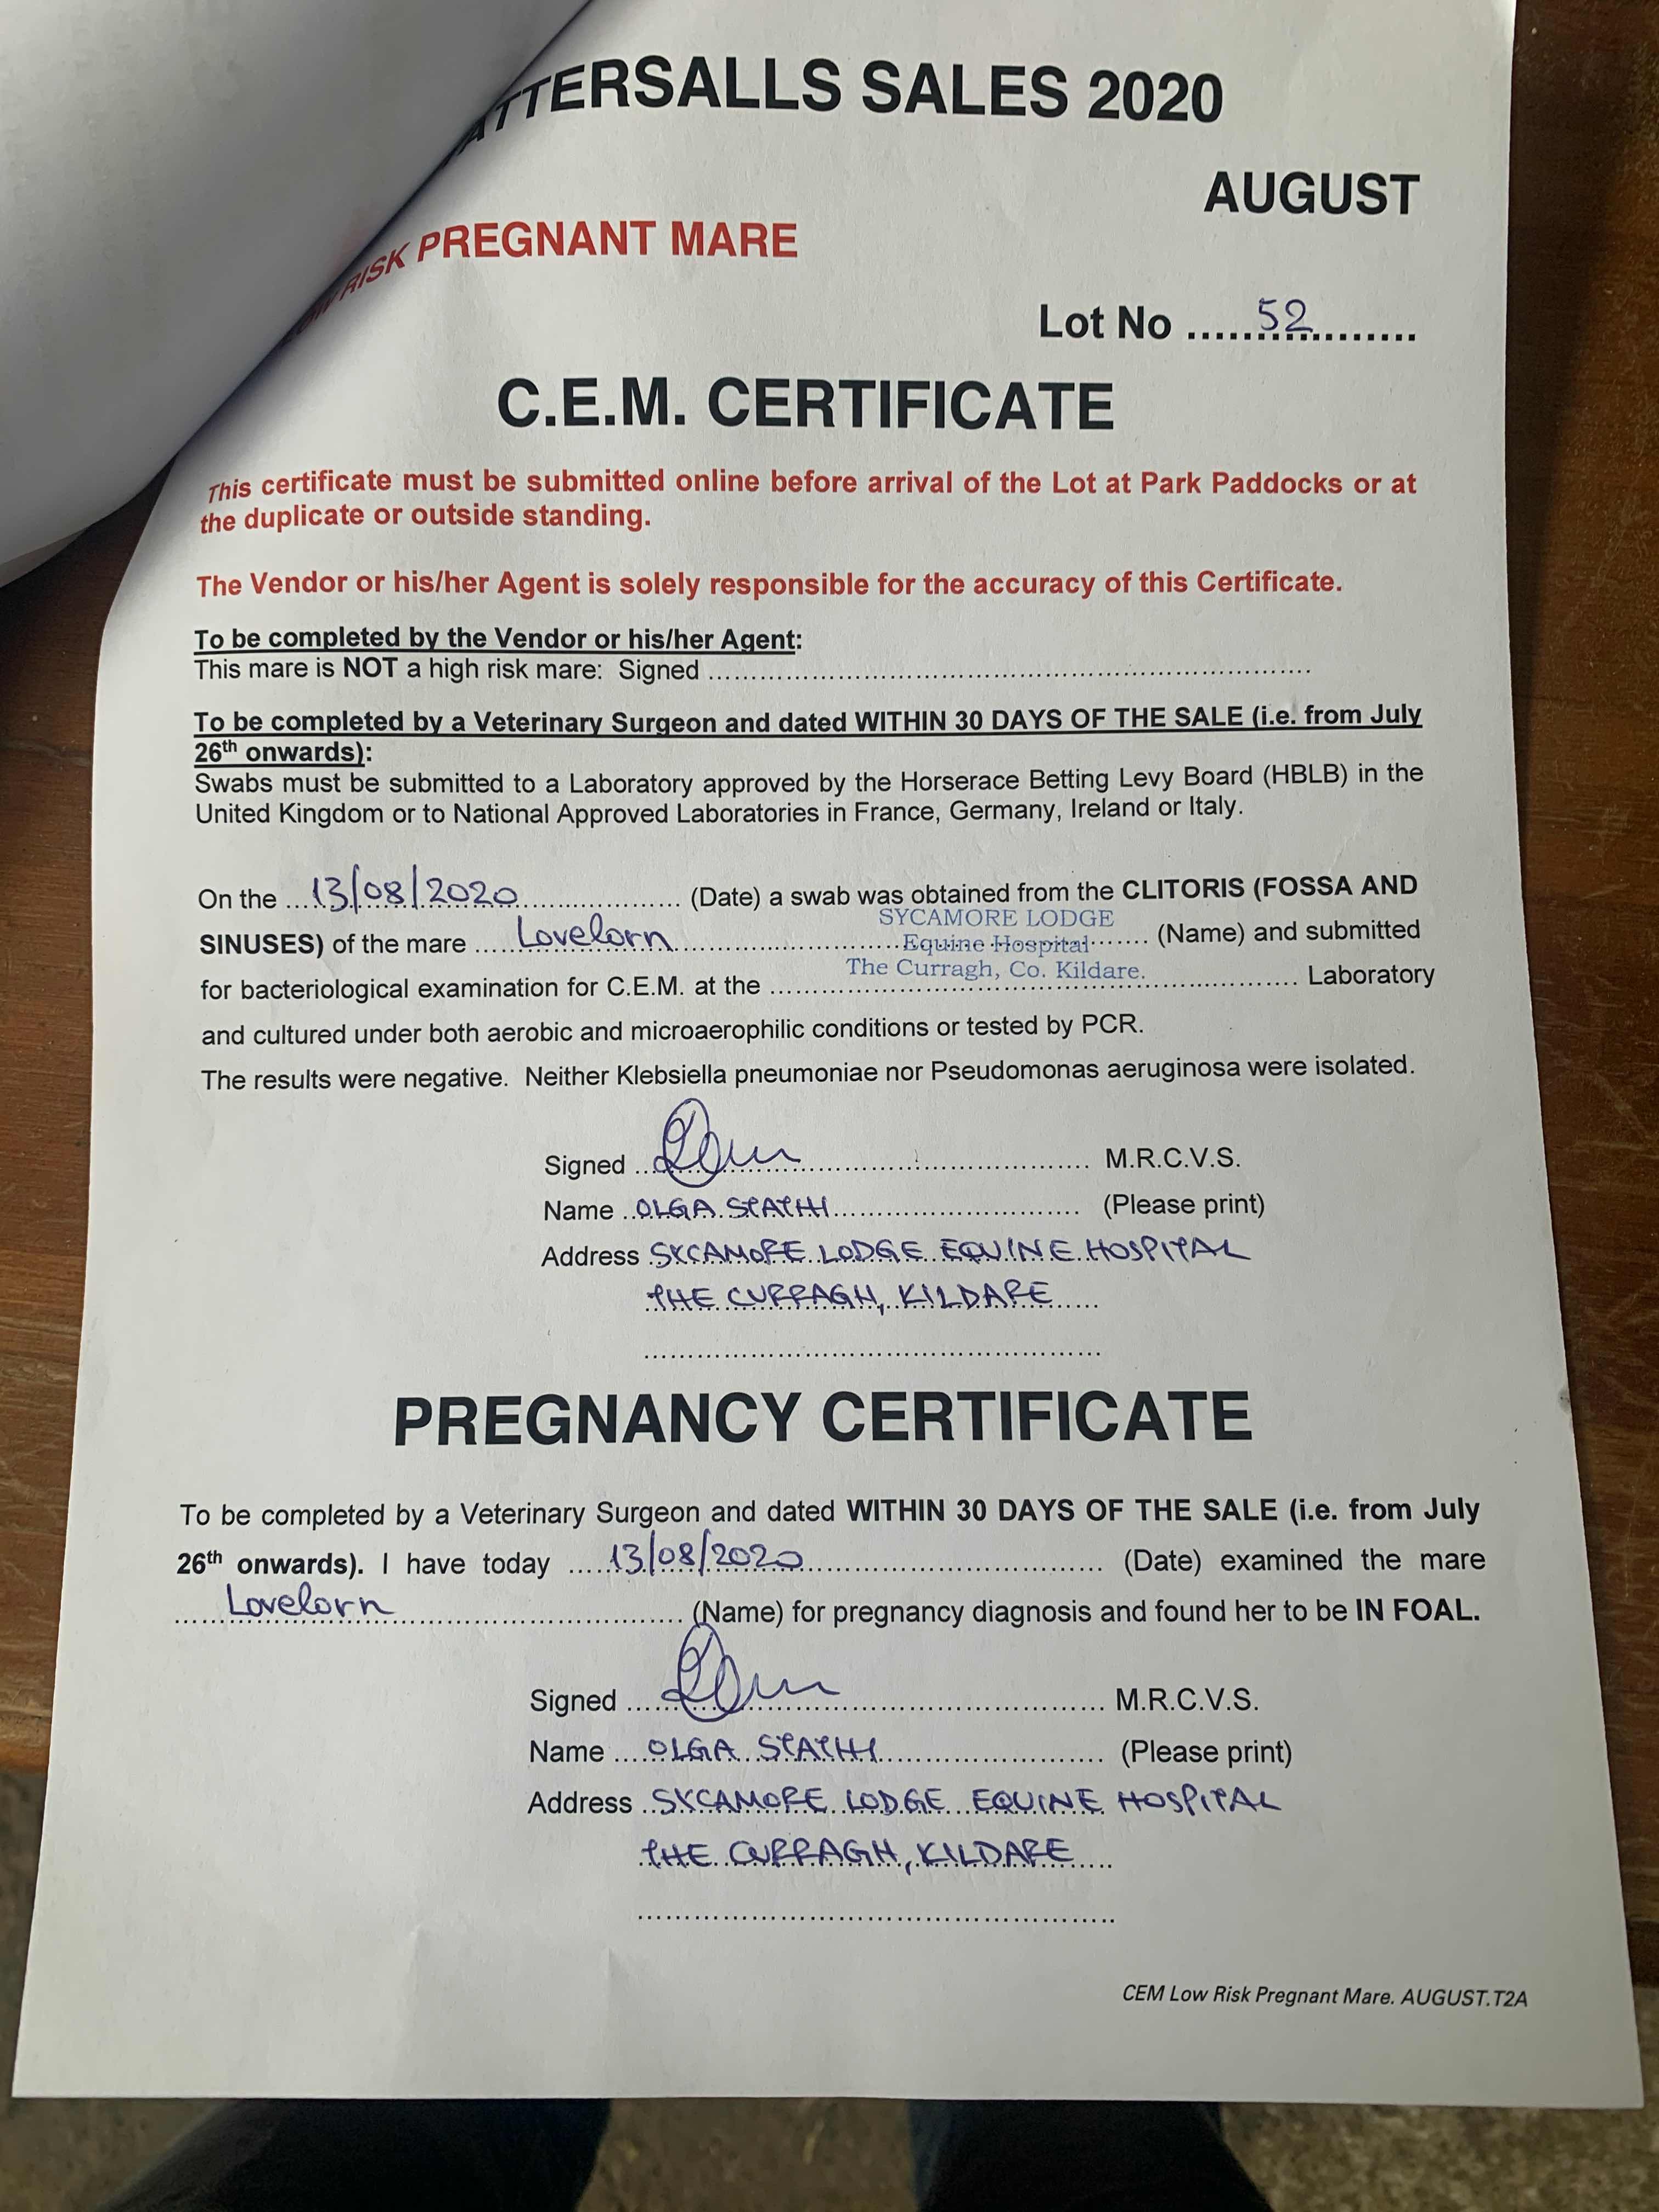 TATTERSALLS SALES 2020
AUGUST
LOW RISK PREGNANT MARE
Lot No ......52..................
C.E.M. CERTIFICATE
This certificate must be submitted online before arrival of the Lot at Park Paddocks or at
the duplicate or outside standing.
The Vendor or his/her Agent is solely responsible for the accuracy of this Certificate.
To be completed by the Vendor or his/her Agent:
This mare is NOT a high risk mare: Signed ....................................................................................
To be completed by a Veterinary Surgeon and dated WITHIN 30 DAYS OF THE SALE (i.e. from July
26th onwards):
Swabs must be submitted to a Laboratory approved by the Horserace Betting Levy Board (HBLB) in the
United Kingdom or to National Approved Laboratories in France, Germany, Ireland or Italy.
On the ...13/08/2020...................... (Date) a swab was obtained from the CLITORIS (FOSSA AND
SYCAMORE LODGE
SINUSES) of the mare .....Lovelorn.............................. Equine Hospital ....... (Name) and submitted
The Curragh, Co. Kildare.
for bacteriological examination for C.E.M. at the .................................................................. Laboratory
and cultured under both aerobic and microaerophilic conditions or tested by PCR.
The results were negative. Neither Klebsiella pneumoniae nor Pseudomonas aeruginosa were isolated.
Signed ............................................................ M.R.C.V.S.
Name ..OLGA STATHI.................................. (Please print)
Address .SYCAMORE LODGE EQUINE HOSPITAL
THE CURRAGH, KILDARE.....
................................................................
PREGNANCY CERTIFICATE
To be completed by a Veterinary Surgeon and dated WITHIN 30 DAYS OF THE SALE (i.e. from July
26th onwards). I have today .....13/08/2020.......................................... (Date) examined the mare
......Lovelorn........................................ (Name) for pregnancy diagnosis and found her to be IN FOAL.
Signed ............................................................ M.R.C.V.S.
Name ....OLGA STATHI............................... (Please print)
Address ..SYCAMORE LODGE EQUINE HOSPITAL
THE CURRAGH, KILDARE.....
................................................................
CEM Low Risk Pregnant Mare. AUGUST.T2A